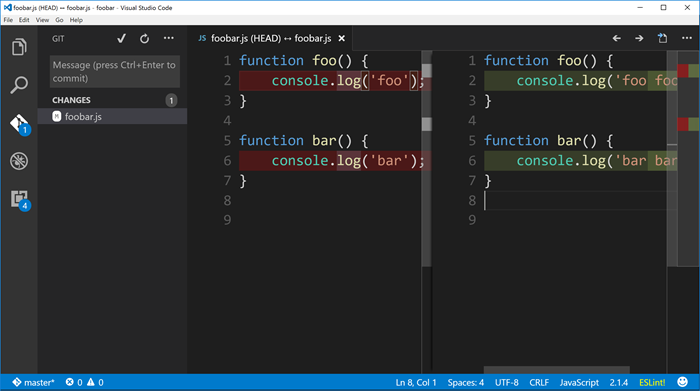 foobar.js (HEAD) ↔ foobar.js - foobar - Visual Studio Code
File Edit View Go Help
GIT
Message (press Ctrl+Enter to
commit)
CHANGES 1
foobar.js
1
4
JS foobar.js (HEAD) ↔ foobar.js
1 function foo() {
2     console.log('foo');
3 }
4
5 function bar() {
6     console.log('bar');
7 }
8
9
1 function foo() {
2     console.log('foo foo
3 }
4
5 function bar() {
6     console.log('bar bar
7 }
8
9
master* 0 0 Ln 8, Col 1 Spaces: 4 UTF-8 CRLF JavaScript 2.1.4 ESLint!